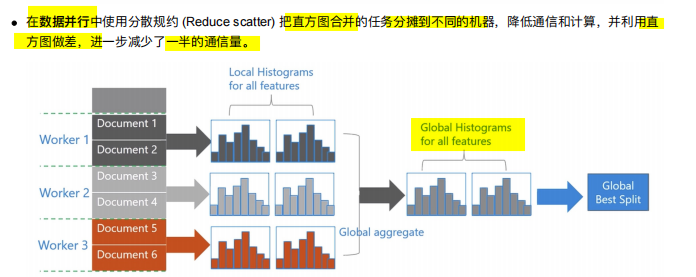 • 在数据并行中使用分散规约 (Reduce scatter) 把直方图合并的任务分摊到不同的机器，降低通信和计算，并利用直
方图做差，进一步减少了一半的通信量。
Local Histograms
for all features
Document 1
Worker 1
Document 2
Global Histograms
for all features
Document 3
Worker 2
Document 4
Global
Best Split
Document 5
Global aggregate
Worker 3
Document 6